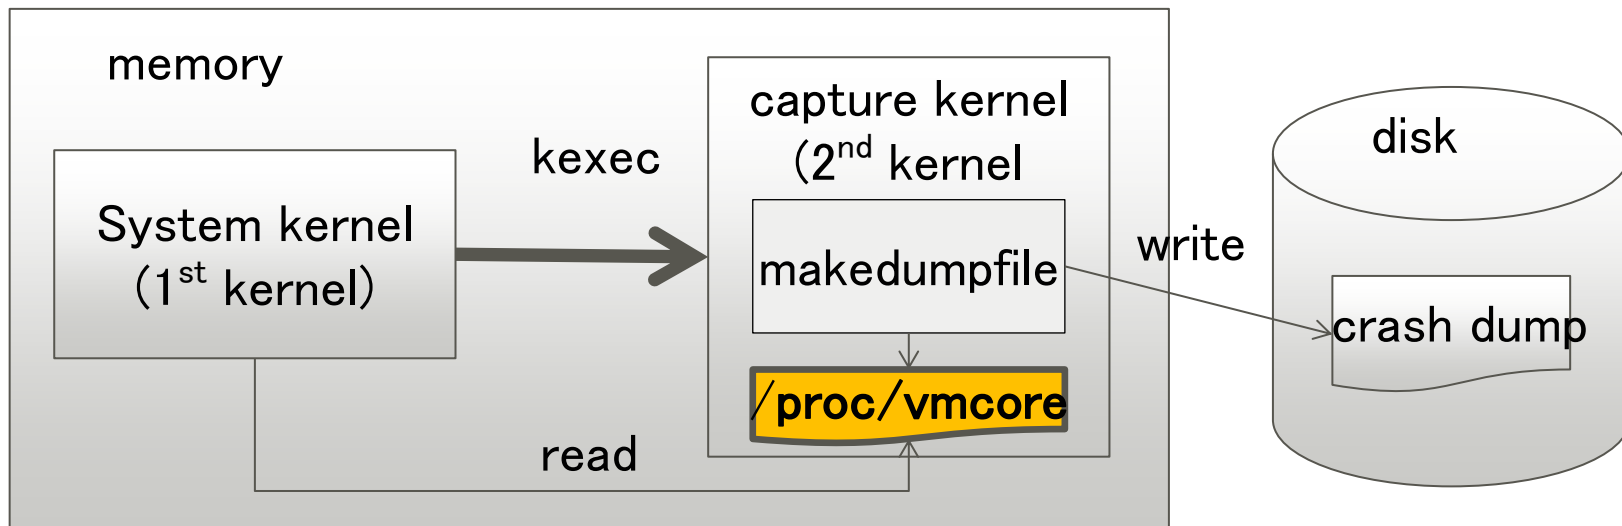 memory
System kernel
(1st kernel)
kexec
capture kernel
(2nd kernel
makedumpfile
/proc/vmcore
read
write
disk
crash dump